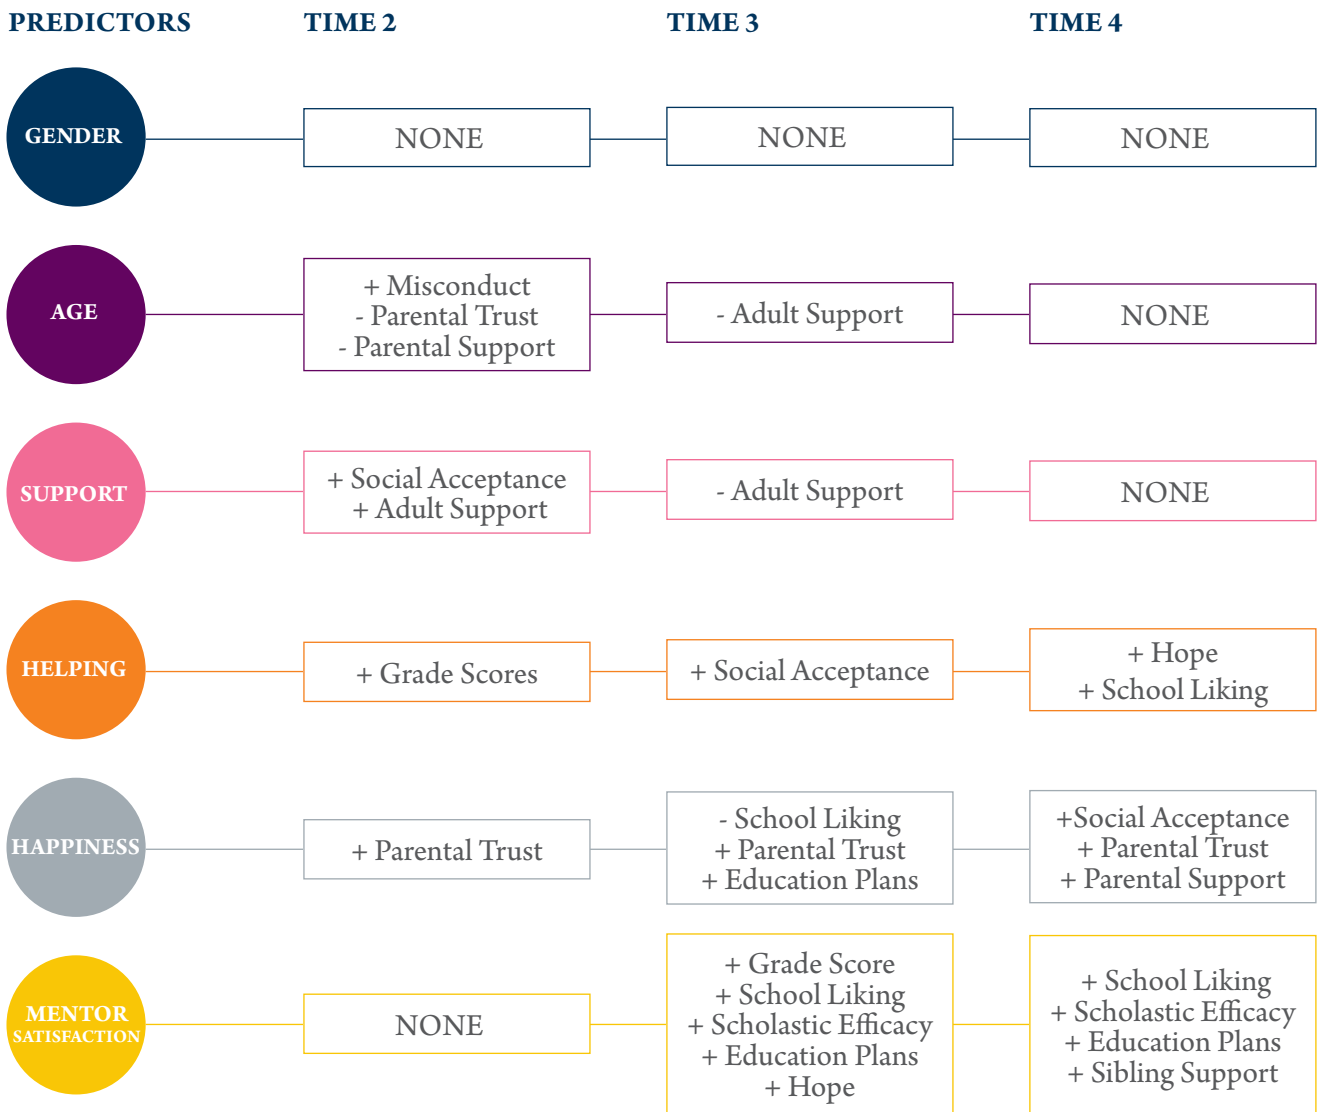 PREDICTORS TIME 2 TIME 3 TIME 4
GENDER
NONE
NONE
NONE
AGE
+ Misconduct
- Parental Trust
- Parental Support
- Adult Support
NONE
SUPPORT
+ Social Acceptance
+ Adult Support
- Adult Support
NONE
HELPING
+ Grade Scores
+ Social Acceptance
+ Hope
+ School Liking
HAPPINESS
+ Parental Trust
- School Liking
+ Parental Trust
+ Education Plans
+Social Acceptance
+ Parental Trust
+ Parental Support
MENTOR
SATISFACTION
NONE
+ Grade Score
+ School Liking
+ Scholastic Efficacy
+ Education Plans
+ Hope
+ School Liking
+ Scholastic Efficacy
+ Education Plans
+ Sibling Support